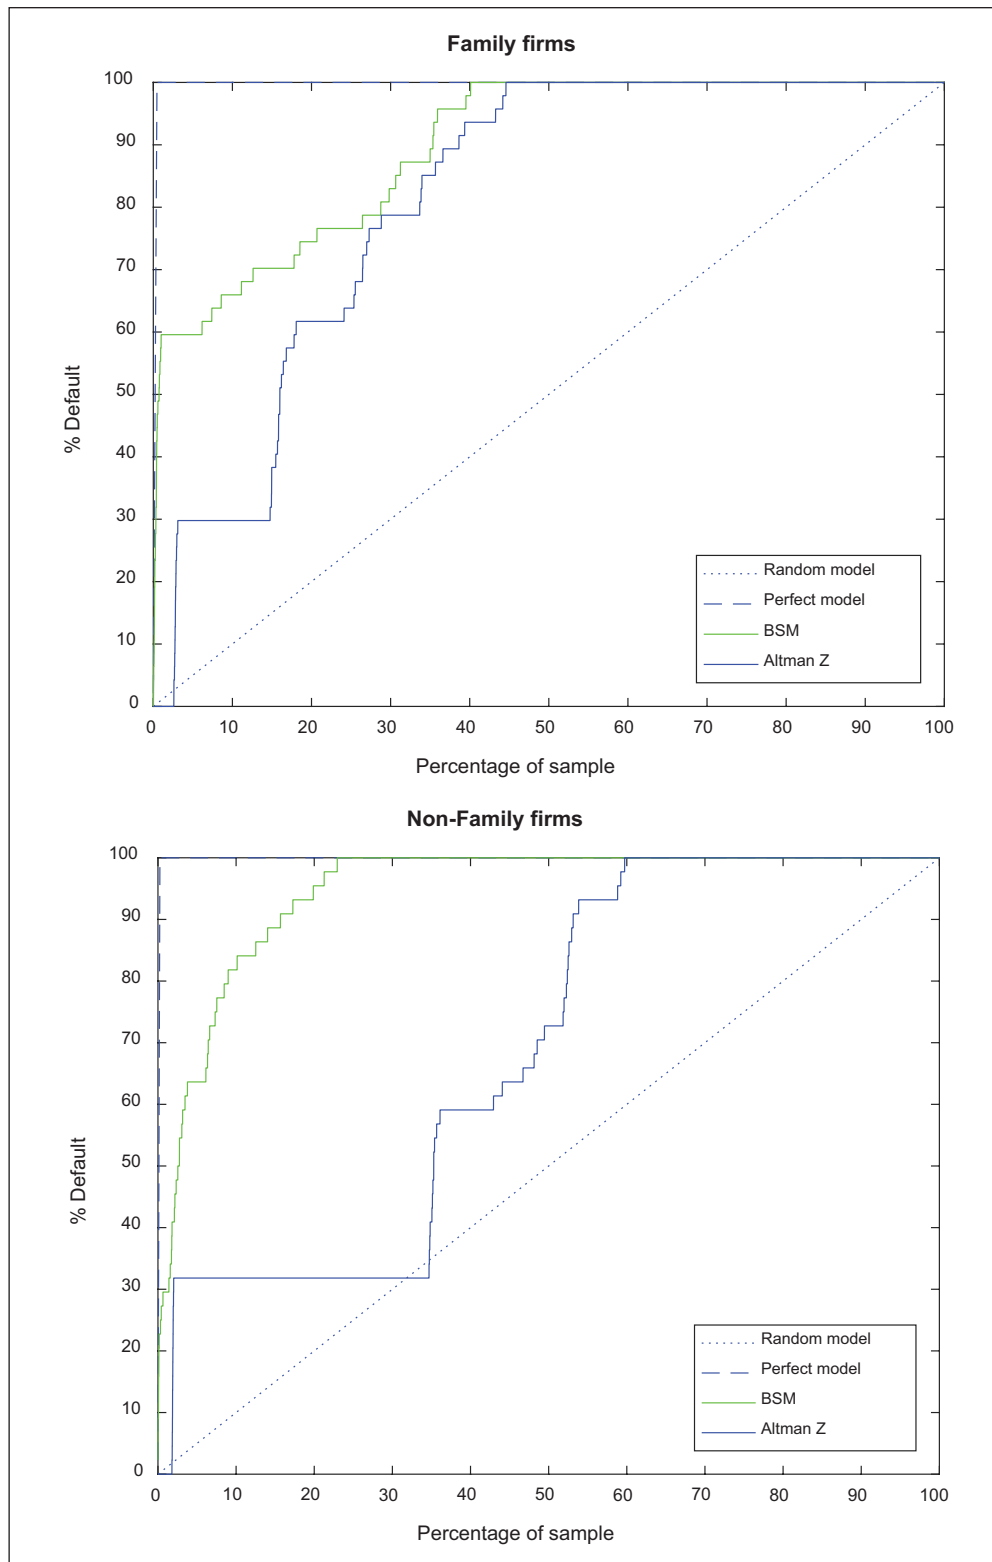 Family firms
100
90
80
70
60
50
40
30
20
10
0
% Default
Random model
Perfect model
BSM
Altman Z
0 10 20 30 40 50 60 70 80 90 100
Percentage of sample
Non-Family firms
100
90
80
70
60
50
40
30
20
10
0
% Default
Random model
Perfect model
BSM
Altman Z
0 10 20 30 40 50 60 70 80 90 100
Percentage of sample